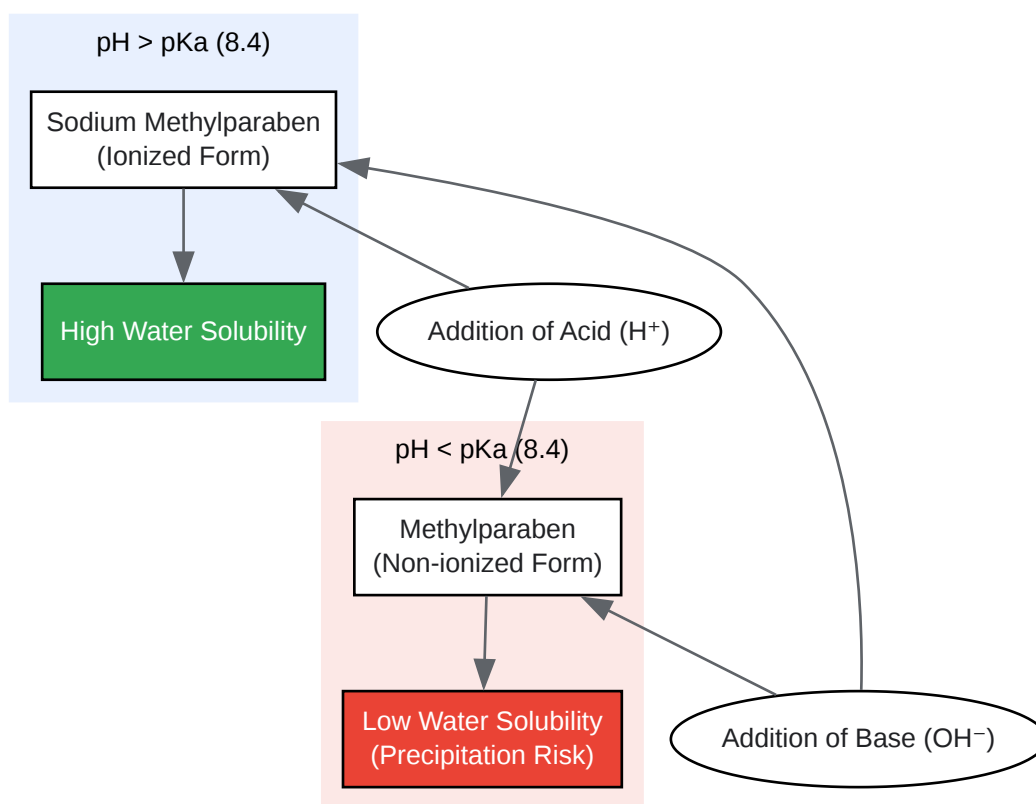 pH > pKa (8.4)
Sodium Methylparaben
(Ionized Form)
High Water Solubility
Addition of Acid (H⁺)
pH < pKa (8.4)
Methylparaben
(Non-ionized Form)
Low Water Solubility
(Precipitation Risk)
Addition of Base (OH⁻)